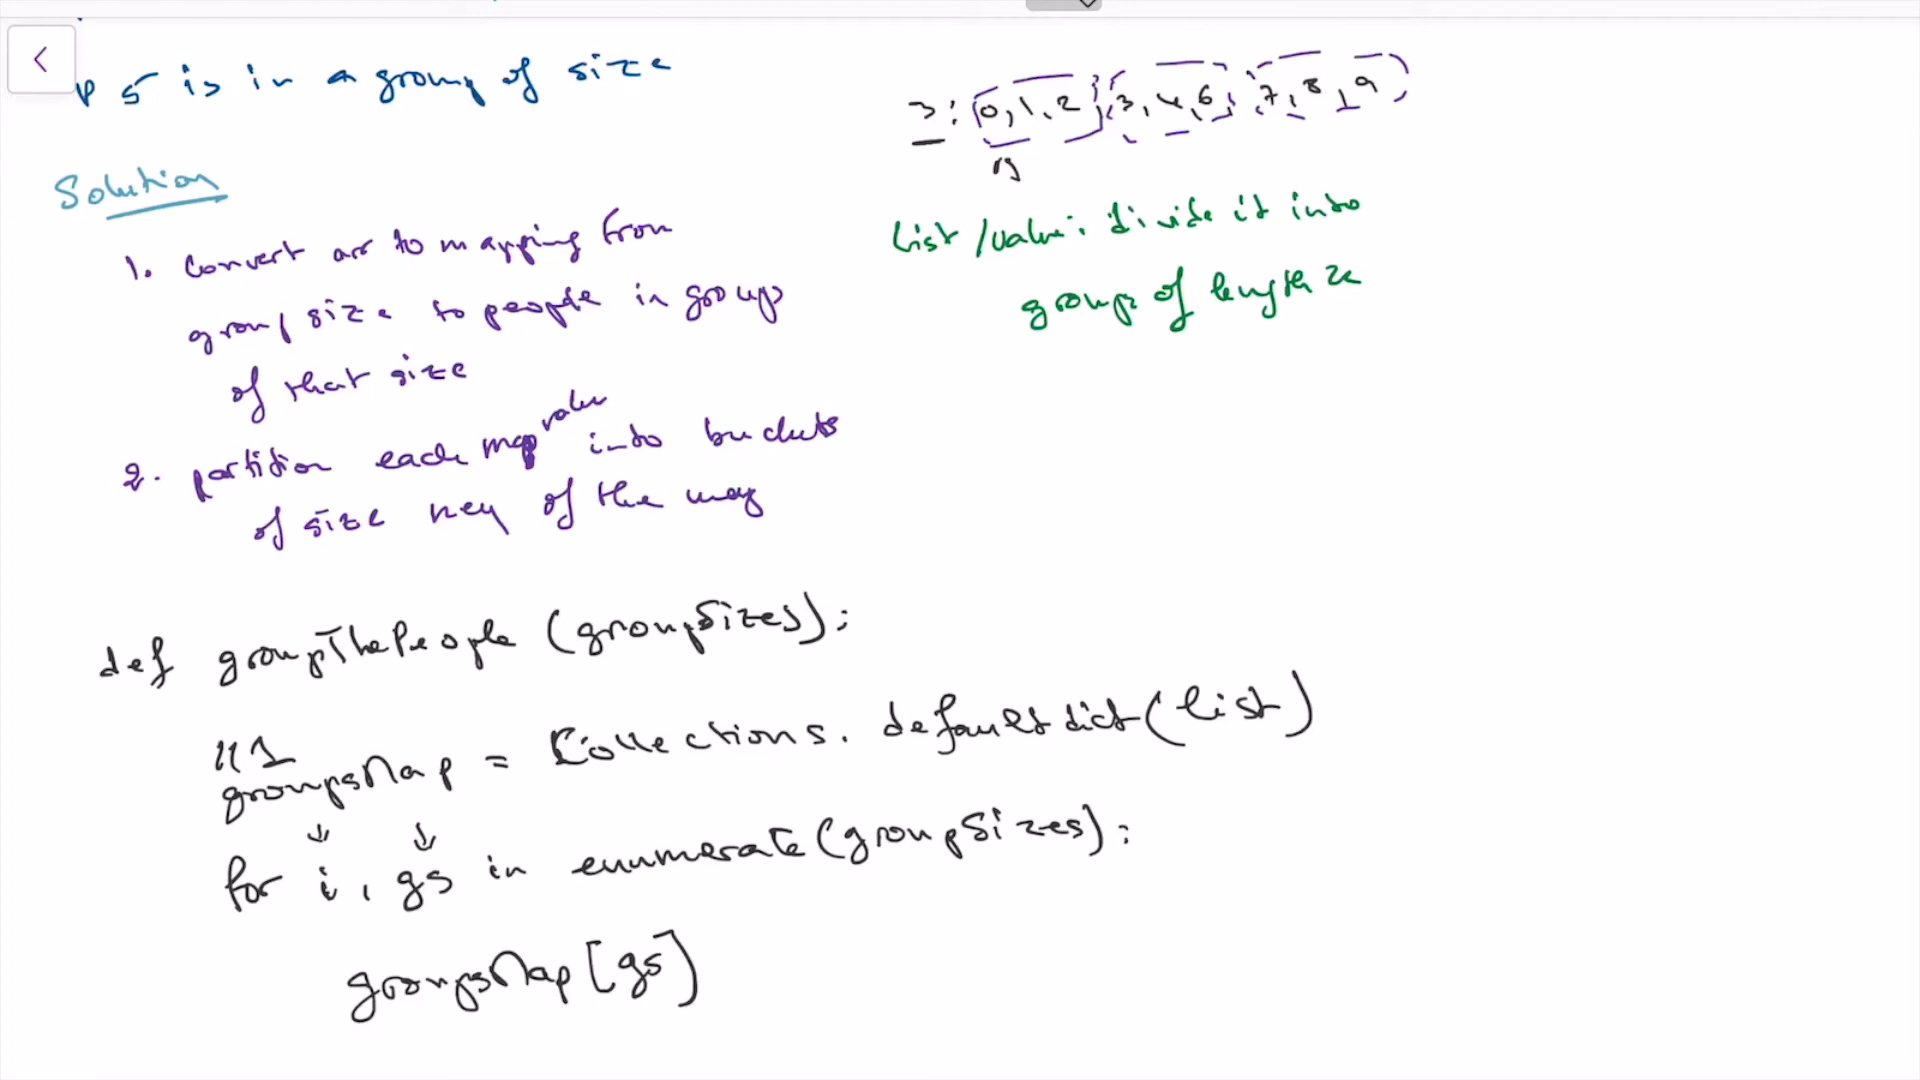 p 5 is in a group of size
Solution
1. Convert arr to mapping from
group size to people in groups
of that size
2. partition each map value into buckets
of size key of the map
3: 0, 1, 2, 3, 4, 6, 7, 8, 9
List/value: divide it into
groups of length
def groupThePeople (groupSizes):
groupsMap = Collections.defaultdict(list)
for i, gs in enumerate(groupSizes):
groupsMap[gs]